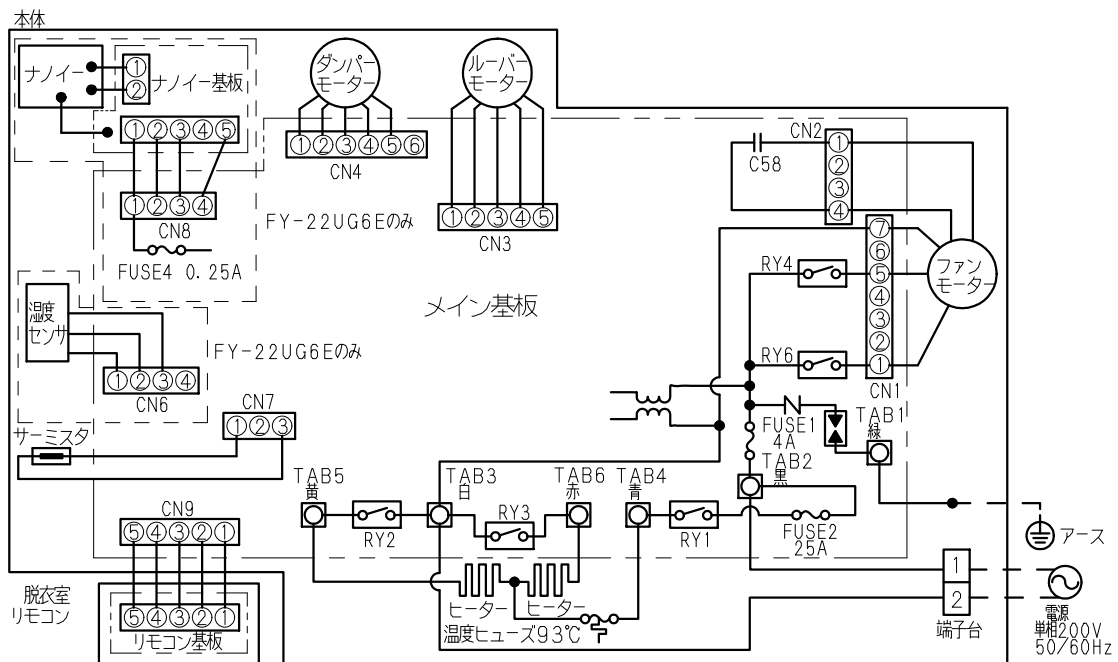 本体
ナノイー
①
②
ナノイー基板
①②③④⑤
①②③④
CN8
FUSE4 0.25A
FY-22UG6Eのみ
ダンパー
モーター
①②③④⑤⑥
CN4
ルーバー
モーター
①②③④⑤
CN3
CN2
①
②
③
④
C58
⑦
⑥
⑤
④
③
②
①
CN1
ファン
モーター
RY4
RY6
メイン基板
温度
センサ
①②③④
CN6
FY-22UG6Eのみ
CN7
①②③
サーミスタ
FUSE1
4A
TAB1
緑
TAB2
黒
TAB5
黄
TAB3
白
TAB6
赤
TAB4
青
RY2
RY3
RY1
FUSE2
25A
CN9
⑤④③②①
⑤④③②①
リモコン基板
脱衣室
リモコン
ヒーター
ヒーター
温度ヒューズ93℃
アース
1
2
端子台
電源
単相200V
50/60Hz